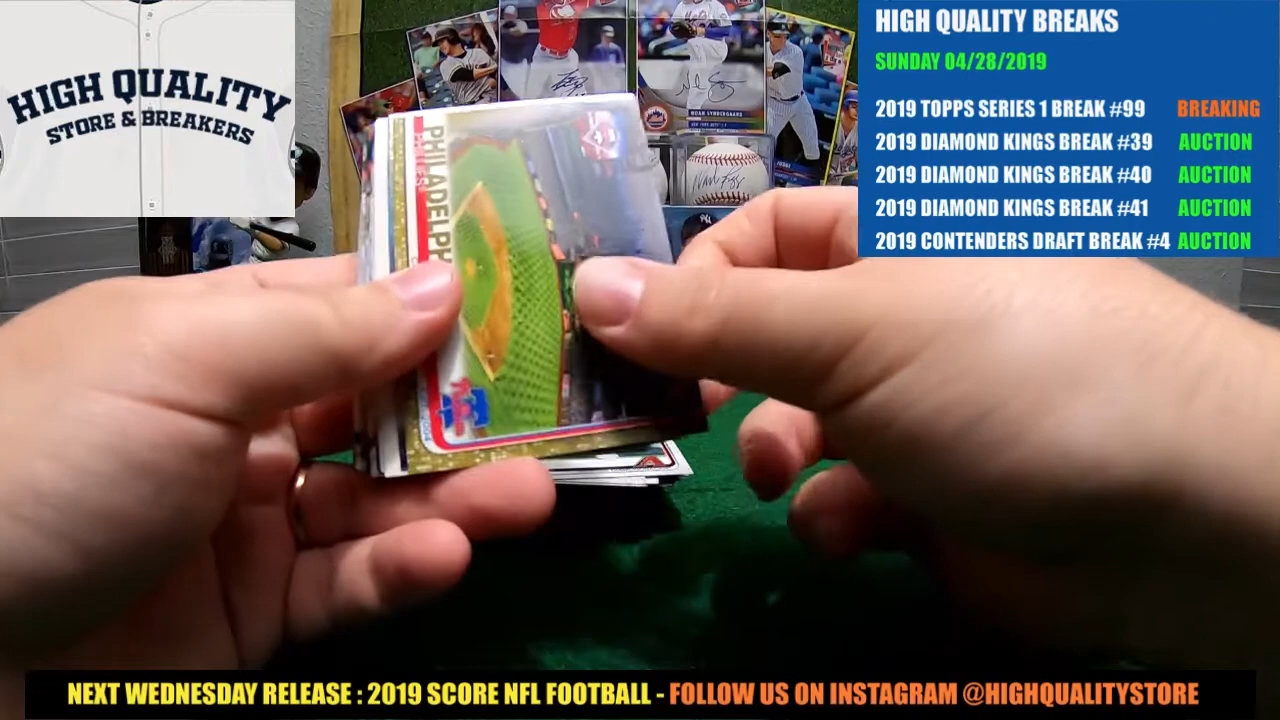 HIGH QUALITY
STORE & BREAKERS
HIGH QUALITY BREAKS
SUNDAY 04/28/2019
2019 TOPPS SERIES 1 BREAK #99 BREAKING
2019 DIAMOND KINGS BREAK #39 AUCTION
2019 DIAMOND KINGS BREAK #40 AUCTION
2019 DIAMOND KINGS BREAK #41 AUCTION
2019 CONTENDERS DRAFT BREAK #4 AUCTION
NOAH SYNDERGAARD
PHILADELPH
NEXT WEDNESDAY RELEASE : 2019 SCORE NFL FOOTBALL - FOLLOW US ON INSTAGRAM @HIGHQUALITYSTORE